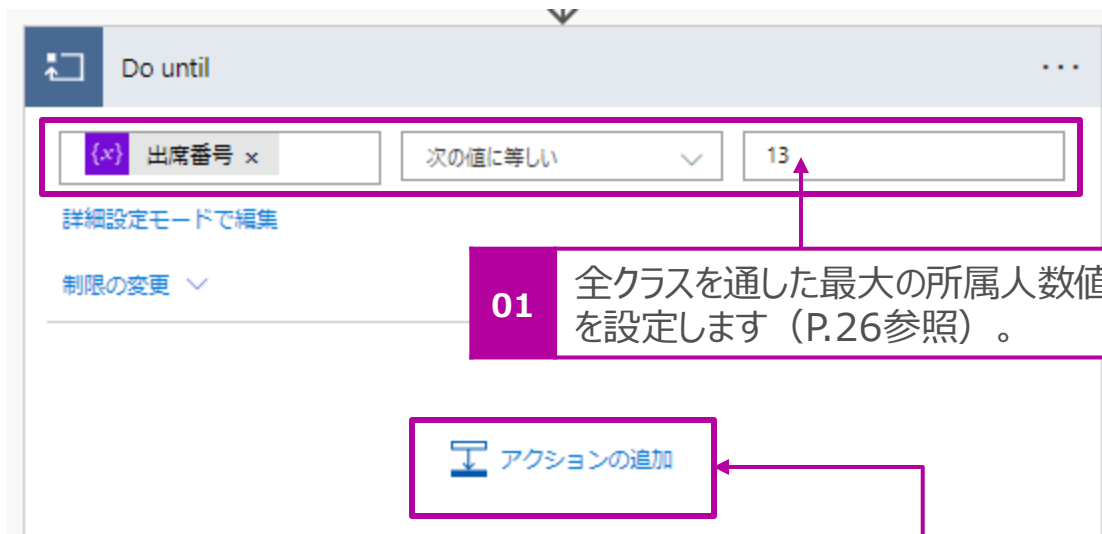 Do until
{x} 出席番号 × 次の値に等しい 13
詳細設定モードで編集
制限の変更
01 全クラスを通した最大の所属人数値
を設定します（P.26参照）。
アクションの追加